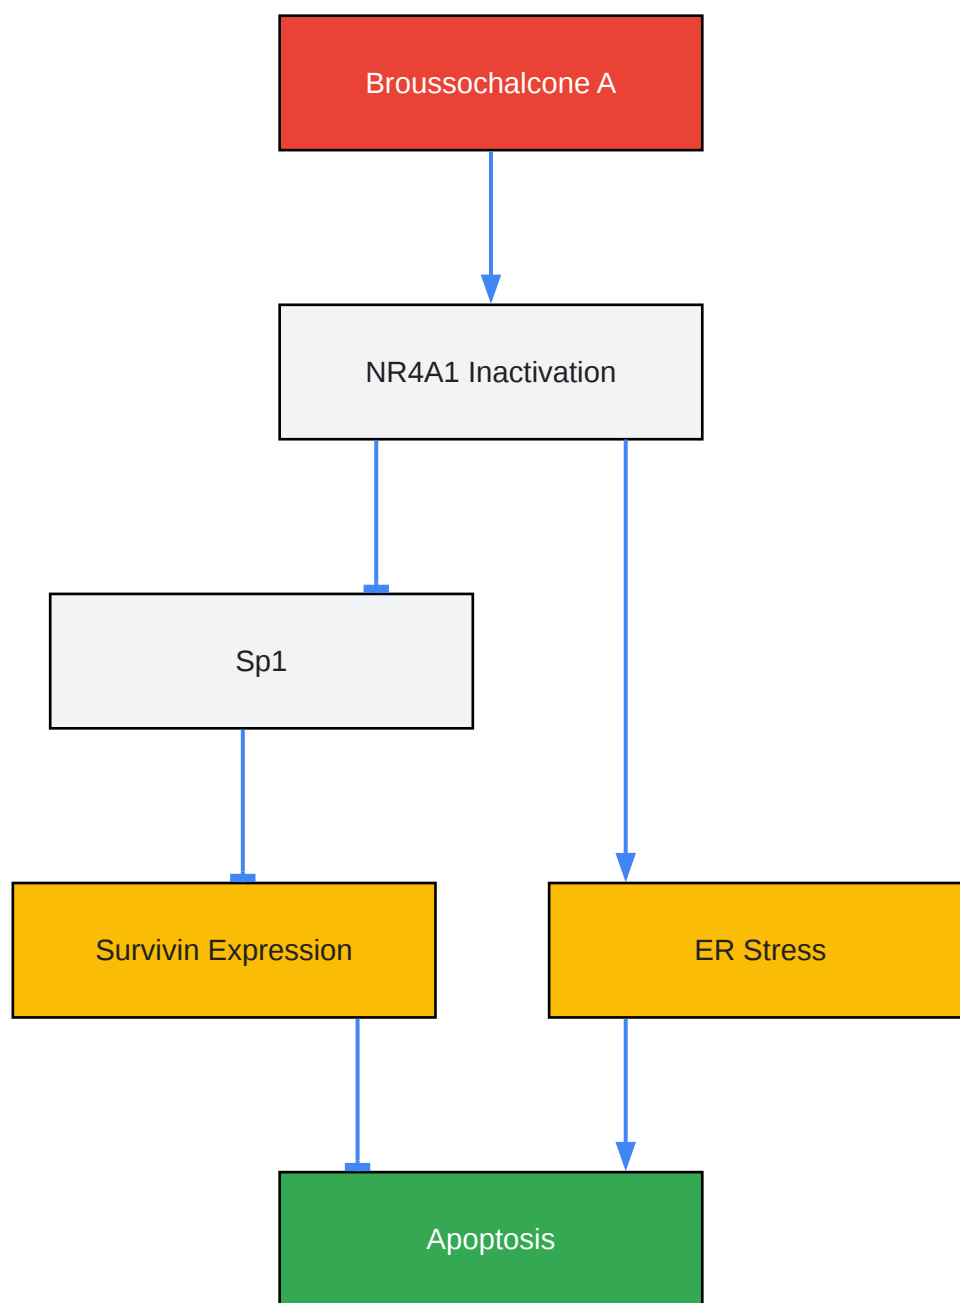 Broussochalcone A
NR4A1 Inactivation
Sp1
Survivin Expression
ER Stress
Apoptosis